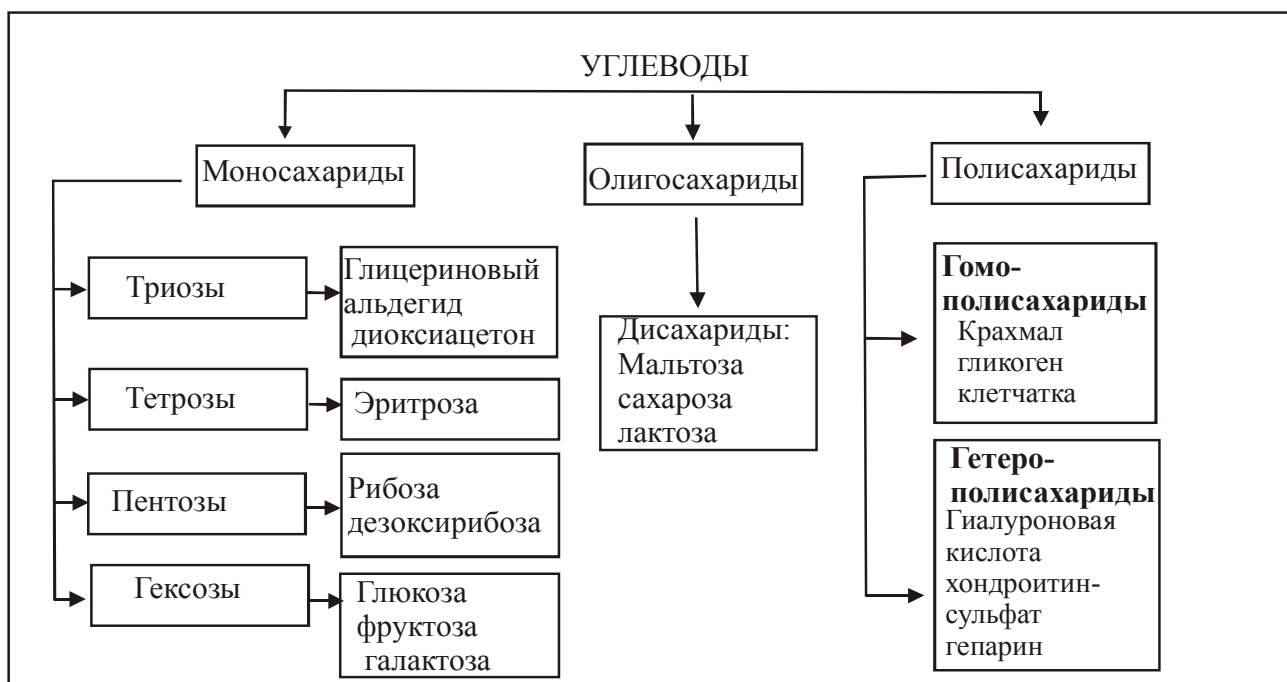 УГЛЕВОДЫ
Моносахариды
Олигосахариды
Полисахариды
Триозы
Глицериновый
альдегид
диоксиацетон
Тетрозы
Эритроза
Пентозы
Рибоза
дезоксирибоза
Гексозы
Глюкоза
фруктоза
галактоза
Дисахариды:
Мальтоза
сахароза
лактоза
Гомо-
полисахариды
Крахмал
гликоген
клетчатка
Гетеро-
полисахариды
Гиалуроновая
кислота
хондроитин-
сульфат
гепарин